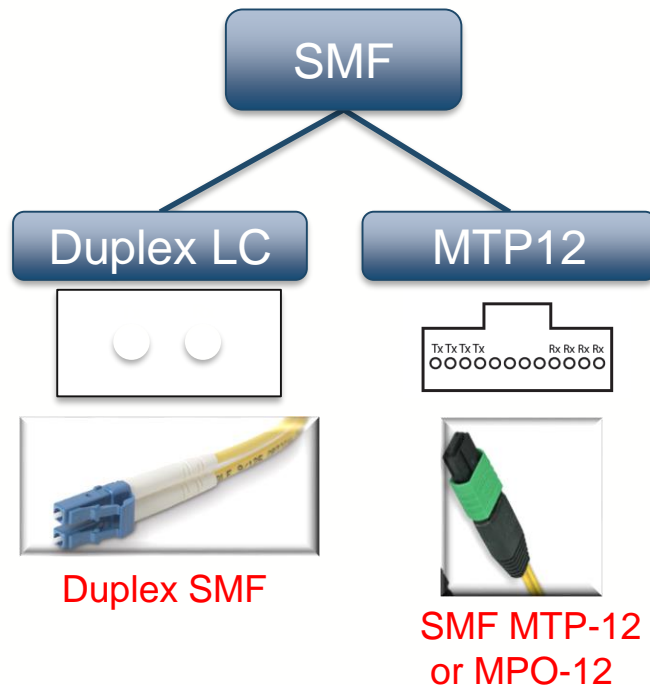 SMF
Duplex LC
MTP12
Tx Tx Tx Tx
Rx Rx Rx Rx
Duplex SMF
SMF MTP-12
or MPO-12